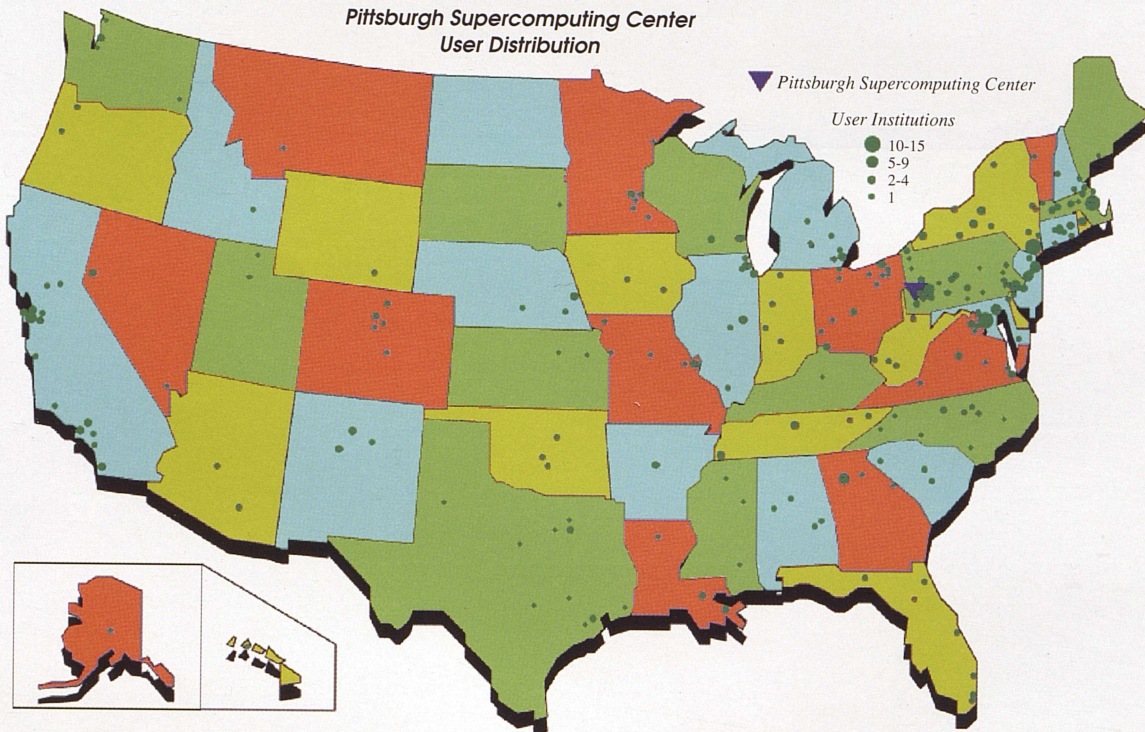 Pittsburgh Supercomputing Center
User Distribution
Pittsburgh Supercomputing Center
User Institutions
10-15
5-9
2-4
1